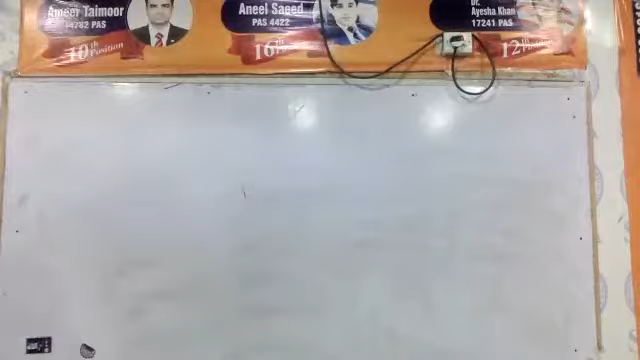 Ameer Taimoor
14782 PAS
10th Position
Aneel Saeed
PAS 4422
16th
Dr.
Ayesha Khan
17241 PAS
12th Position